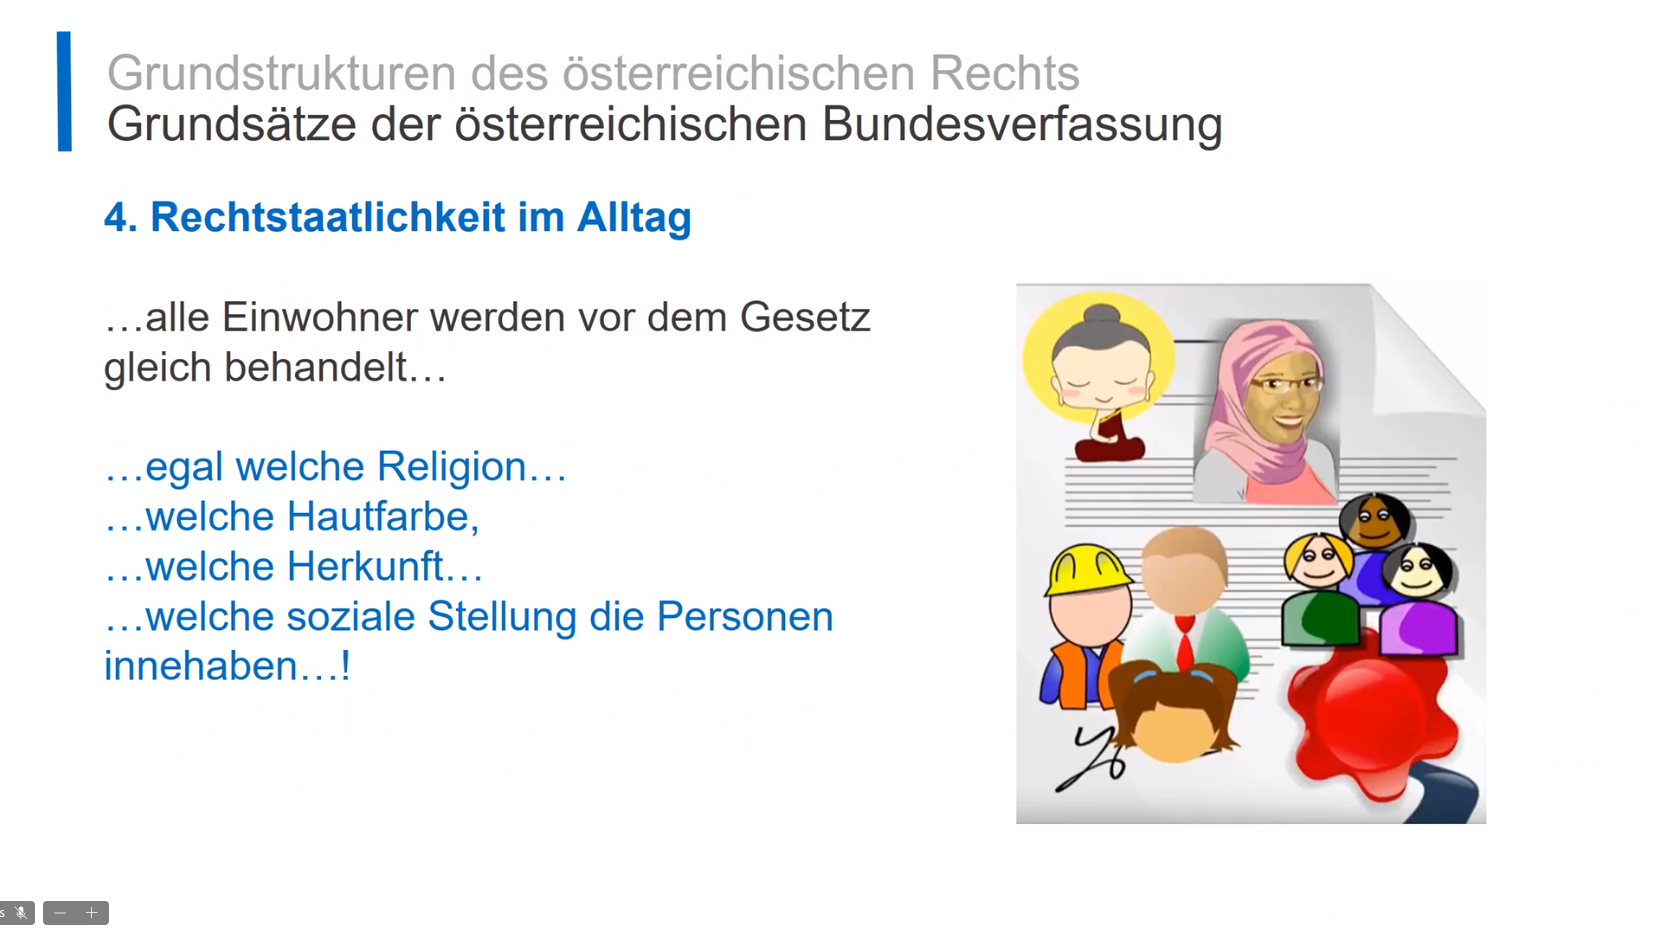 Grundstrukturen des österreichischen Rechts
Grundsätze der österreichischen Bundesverfassung
4. Rechtstaatlichkeit im Alltag
…alle Einwohner werden vor dem Gesetz
gleich behandelt…
…egal welche Religion…
…welche Hautfarbe,
…welche Herkunft…
…welche soziale Stellung die Personen
innehaben…!
s